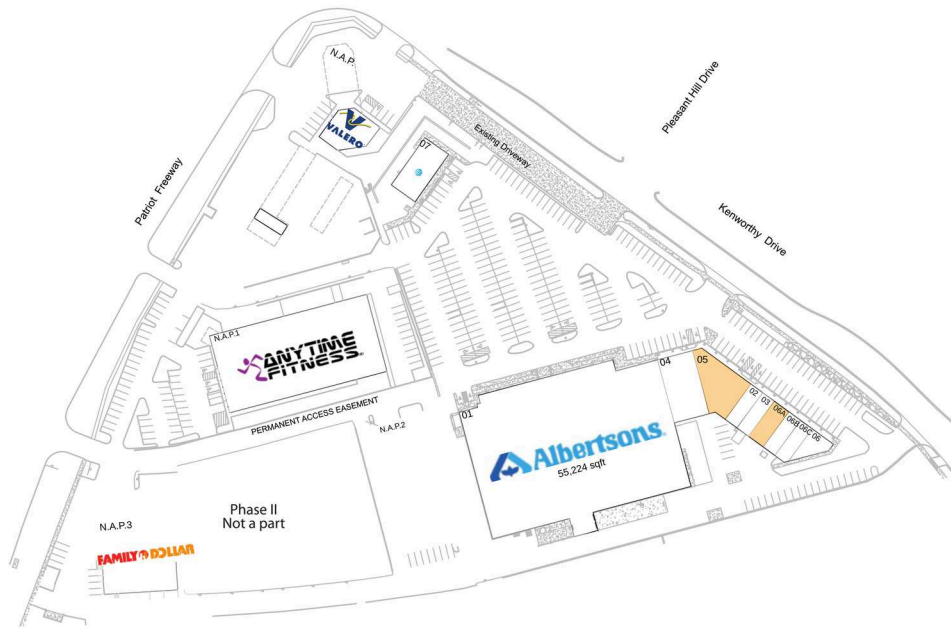 N.A.P.
VALERO
07
Existing Driveway
Pleasant Hill Drive
Patriot Freeway
Kenworthy Drive
N.A.P.1
ANYTIME
FITNESS
04
05
02
03
06A
06B
06C
06
PERMANENT ACCESS EASEMENT
N.A.P.2
01
Albertsons
55,224 sqft
Phase II
Not a part
N.A.P.3
FAMILY DOLLAR